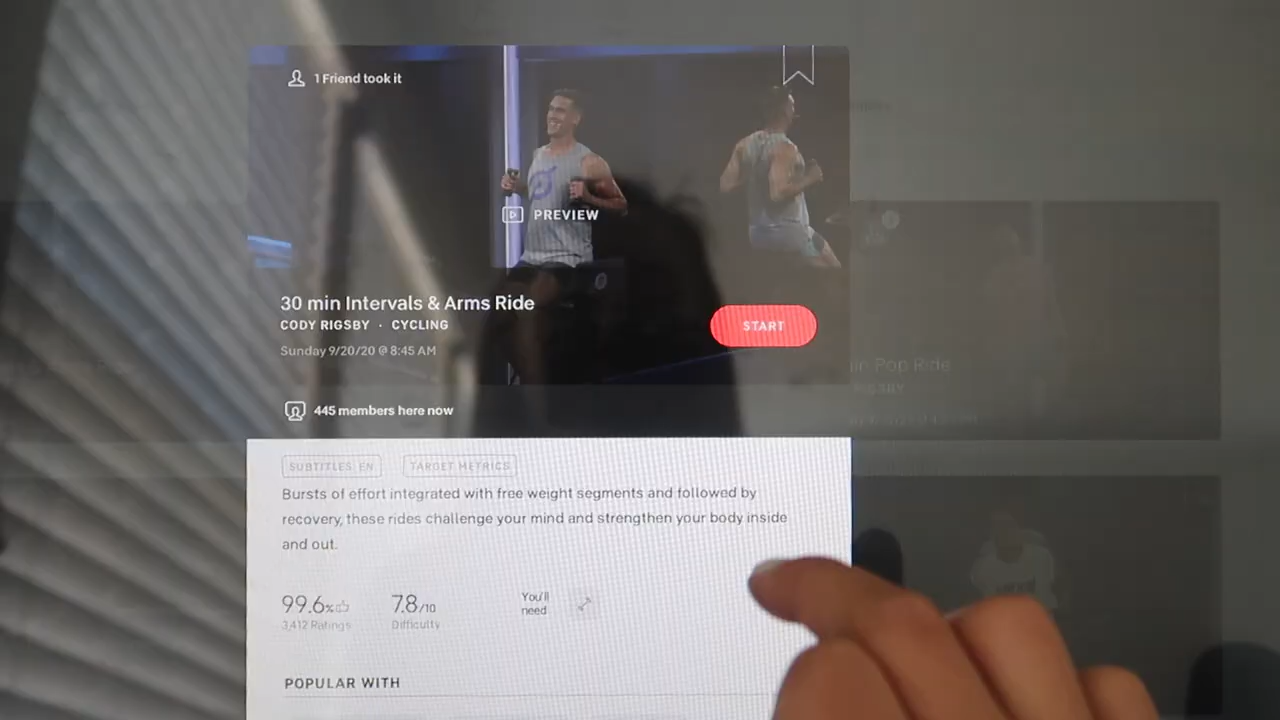 1 Friend took it
PREVIEW
30 min Intervals & Arms Ride
CODY RIGSBY · CYCLING
Sunday 9/20/20 @ 8:45 AM
START
445 members here now
Pop Ride
SUBTITLES: EN
TARGET METRICS
Bursts of effort integrated with free weight segments and followed by
recovery, these rides challenge your mind and strengthen your body inside
and out.
99.6%
3,412 Ratings
7.8/10
Difficulty
You'll
need
POPULAR WITH